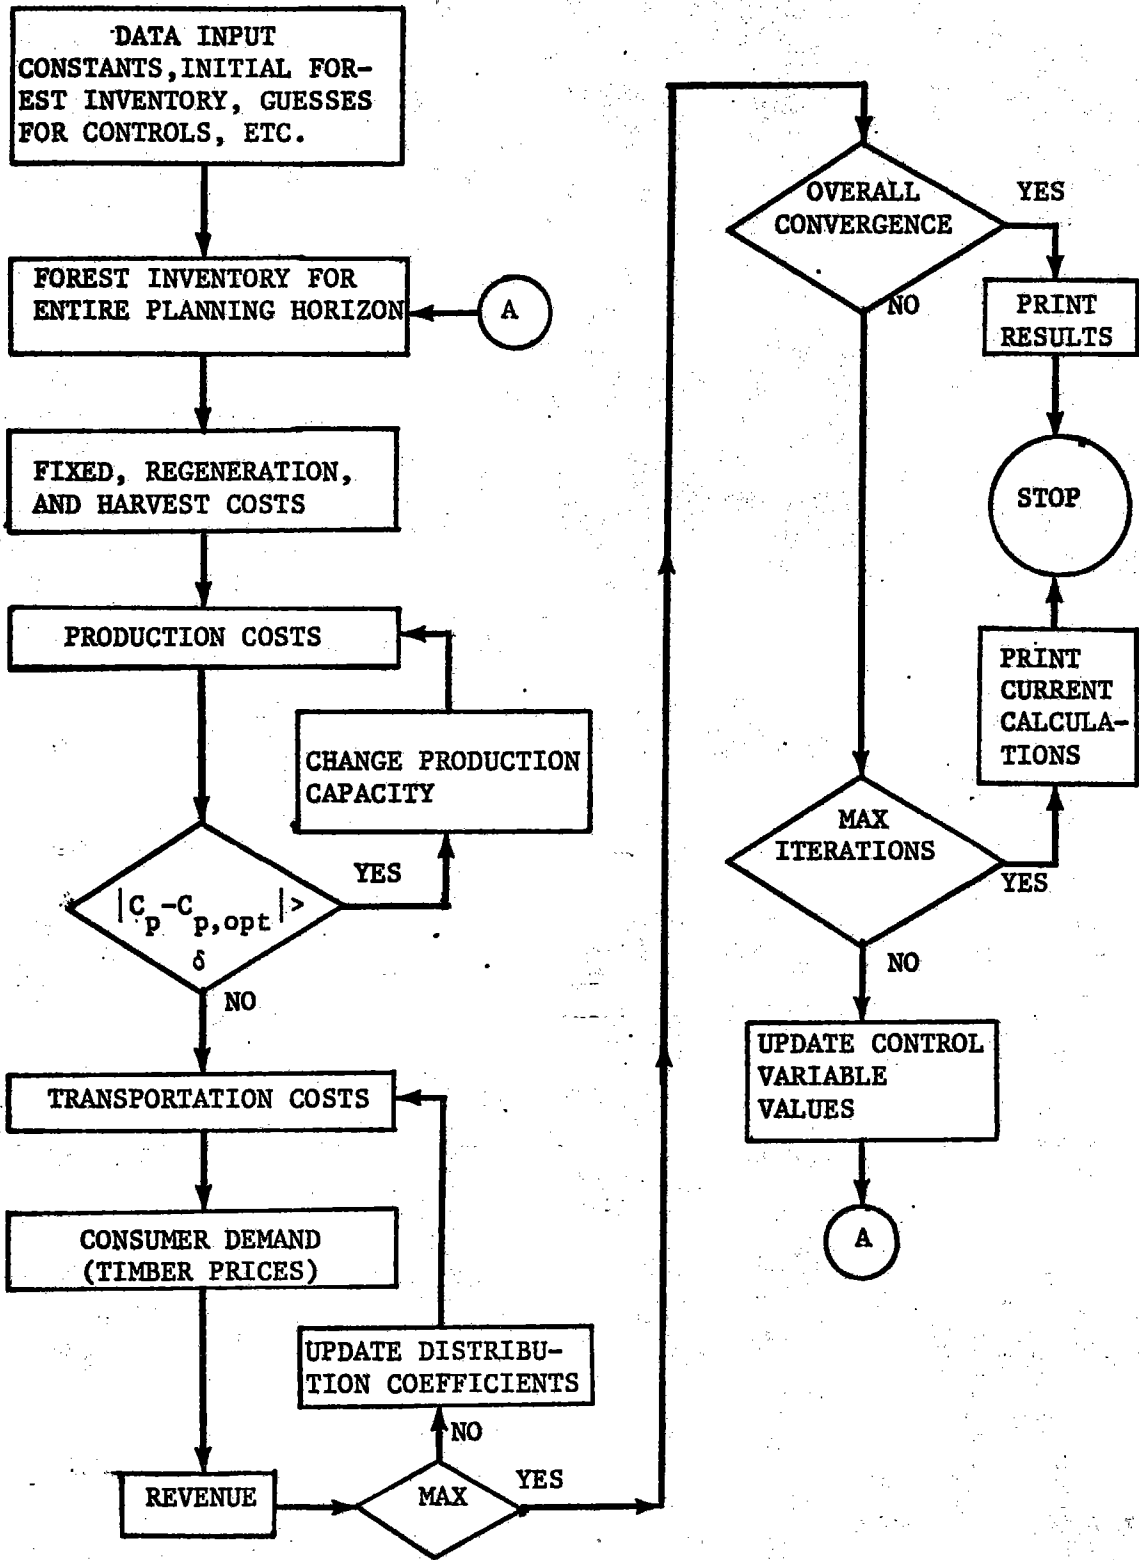 DATA INPUT
CONSTANTS, INITIAL FOR-
EST INVENTORY, GUESSES
FOR CONTROLS, ETC.
FOREST INVENTORY FOR
ENTIRE PLANNING HORIZON
A
FIXED, REGENERATION,
AND HARVEST COSTS
PRODUCTION COSTS
CHANGE PRODUCTION
CAPACITY
YES
|C_p-C_p,opt|>
δ
NO
TRANSPORTATION COSTS
CONSUMER DEMAND
(TIMBER PRICES)
UPDATE DISTRIBU-
TION COEFFICIENTS
NO
REVENUE
MAX
YES
OVERALL
CONVERGENCE
YES
NO
PRINT
RESULTS
STOP
PRINT
CURRENT
CALCULA-
TIONS
MAX
ITERATIONS
YES
NO
UPDATE CONTROL
VARIABLE
VALUES
A